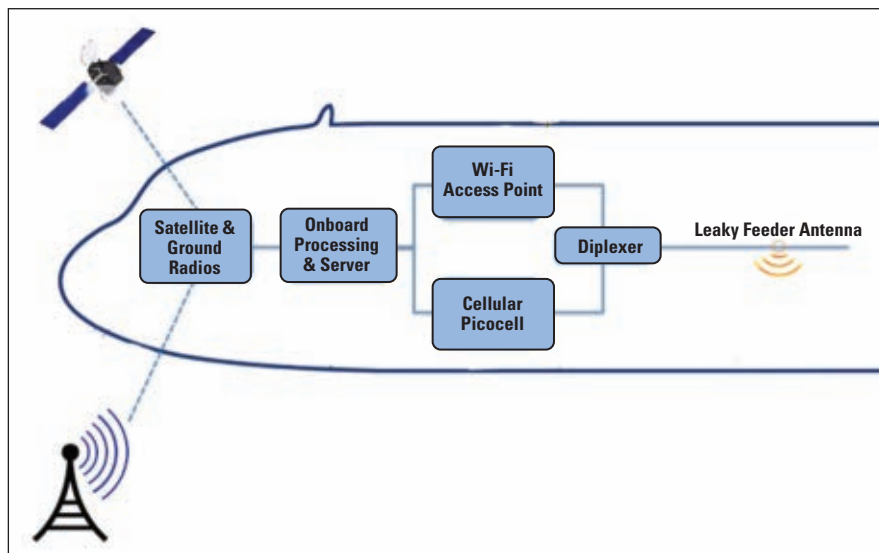 Wi-Fi
Access Point
Satellite &
Ground
Radios
Onboard
Processing
& Server
Diplexer
Leaky Feeder Antenna
Cellular
Picocell